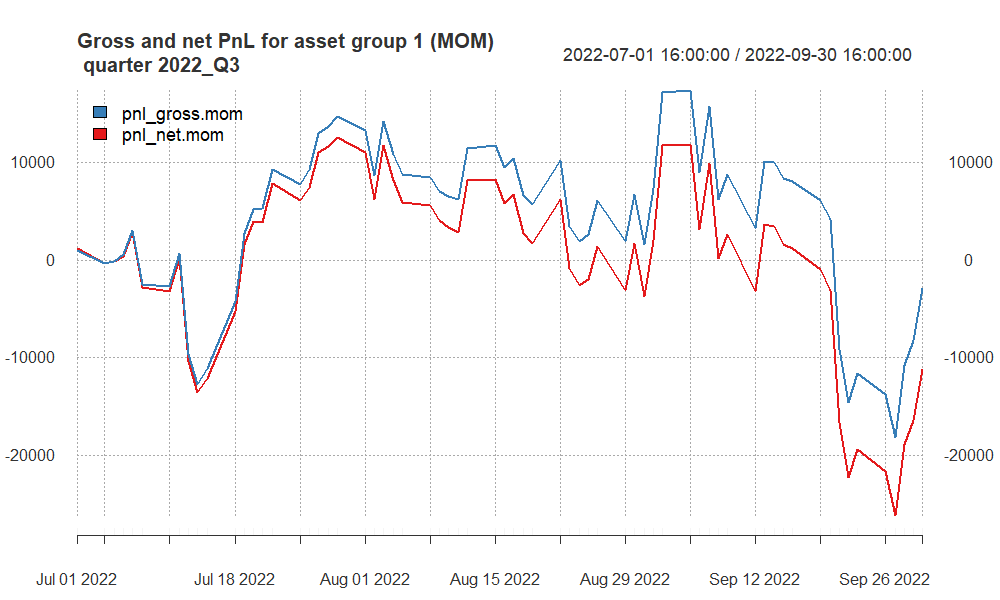 Gross and net PnL for asset group 1 (MOM)
quarter 2022_Q3
2022-07-01 16:00:00 / 2022-09-30 16:00:00
pnl_gross.mom
pnl_net.mom
10000 10000
0 0
-10000 -10000
-20000 -20000
Jul 01 2022 Jul 18 2022 Aug 01 2022 Aug 15 2022 Aug 29 2022 Sep 12 2022 Sep 26 2022